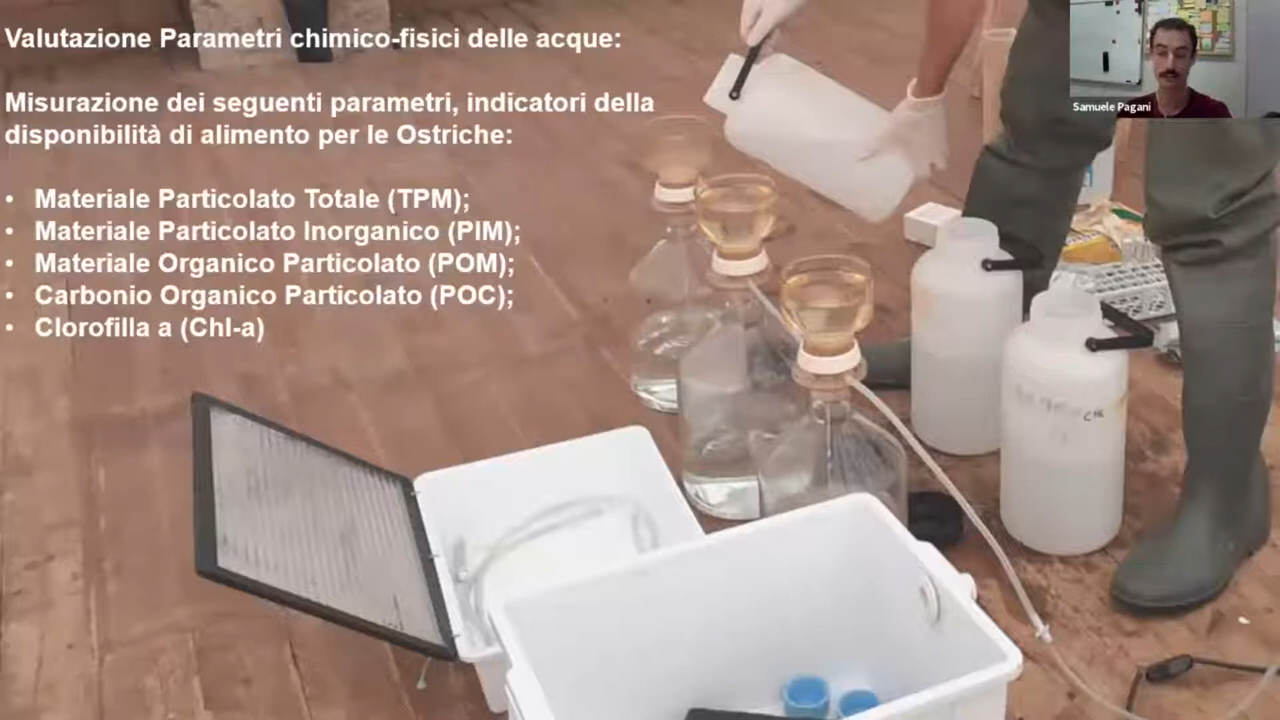 Valutazione Parametri chimico-fisici delle acque:
Misurazione dei seguenti parametri, indicatori della
disponibilità di alimento per le Ostriche:
• Materiale Particolato Totale (TPM);
• Materiale Particolato Inorganico (PIM);
• Materiale Organico Particolato (POM);
• Carbonio Organico Particolato (POC);
• Clorofilla a (Chl-a)
Samuele Pagani